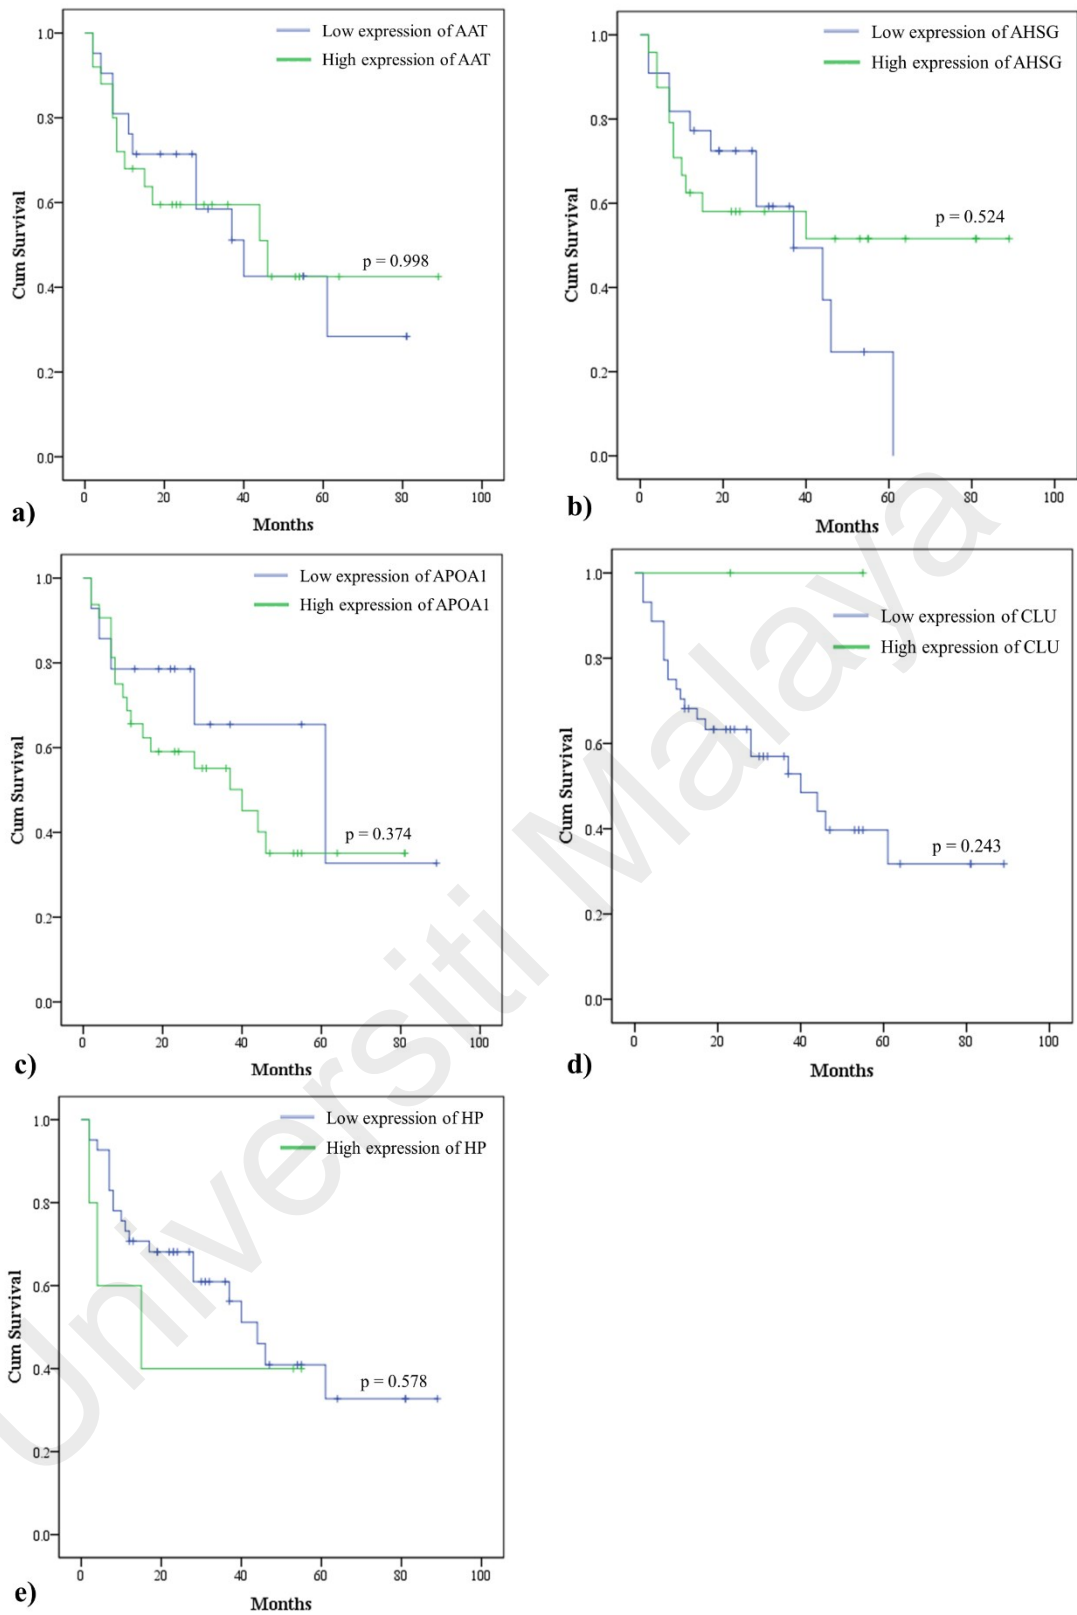 Low expression of AAT
High expression of AAT
1.0
0.8
0.6
0.4
0.2
0.0
Cum Survival
p = 0.998
0 20 40 60 80 100
Months
a)
Low expression of AHSG
High expression of AHSG
1.0
0.8
0.6
0.4
0.2
0.0
Cum Survival
p = 0.524
0 20 40 60 80 100
Months
b)
Low expression of APOA1
High expression of APOA1
1.0
0.8
0.6
0.4
0.2
0.0
Cum Survival
p = 0.374
0 20 40 60 80 100
Months
c)
Low expression of CLU
High expression of CLU
1.0
0.8
0.6
0.4
0.2
0.0
Cum Survival
p = 0.243
0 20 40 60 80 100
Months
d)
Low expression of HP
High expression of HP
1.0
0.8
0.6
0.4
0.2
0.0
Cum Survival
p = 0.578
0 20 40 60 80 100
Months
e)
Universiti Malaya